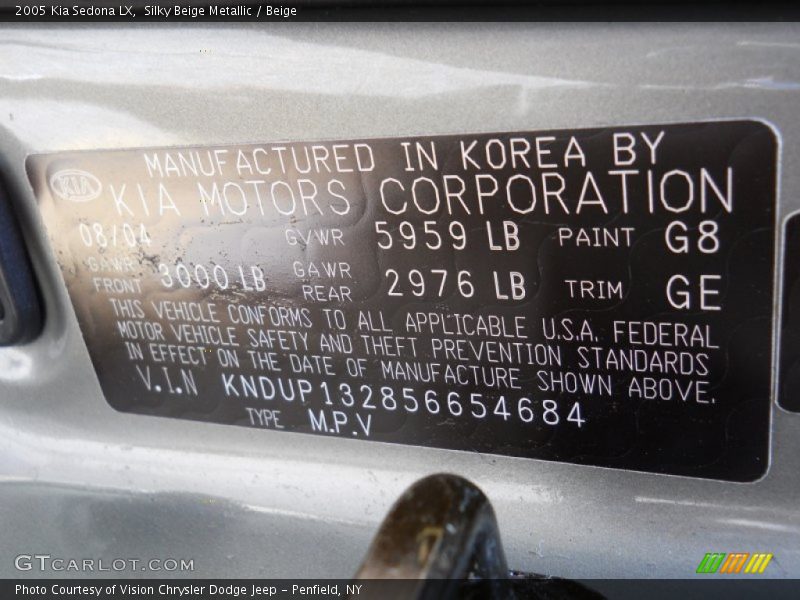 2005 Kia Sedona LX, Silky Beige Metallic / Beige
MANUFACTURED IN KOREA BY
KIA KIA MOTORS CORPORATION
08/04 GVWR 5959 LB PAINT G8
GAWR FRONT 3000 LB GAWR REAR 2976 LB TRIM GE
THIS VEHICLE CONFORMS TO ALL APPLICABLE U.S.A. FEDERAL
MOTOR VEHICLE SAFETY AND THEFT PREVENTION STANDARDS
IN EFFECT ON THE DATE OF MANUFACTURE SHOWN ABOVE.
V.I.N KNDUP132856654684
TYPE M.P.V
GTCARLOT.COM
Photo Courtesy of Vision Chrysler Dodge Jeep - Penfield, NY